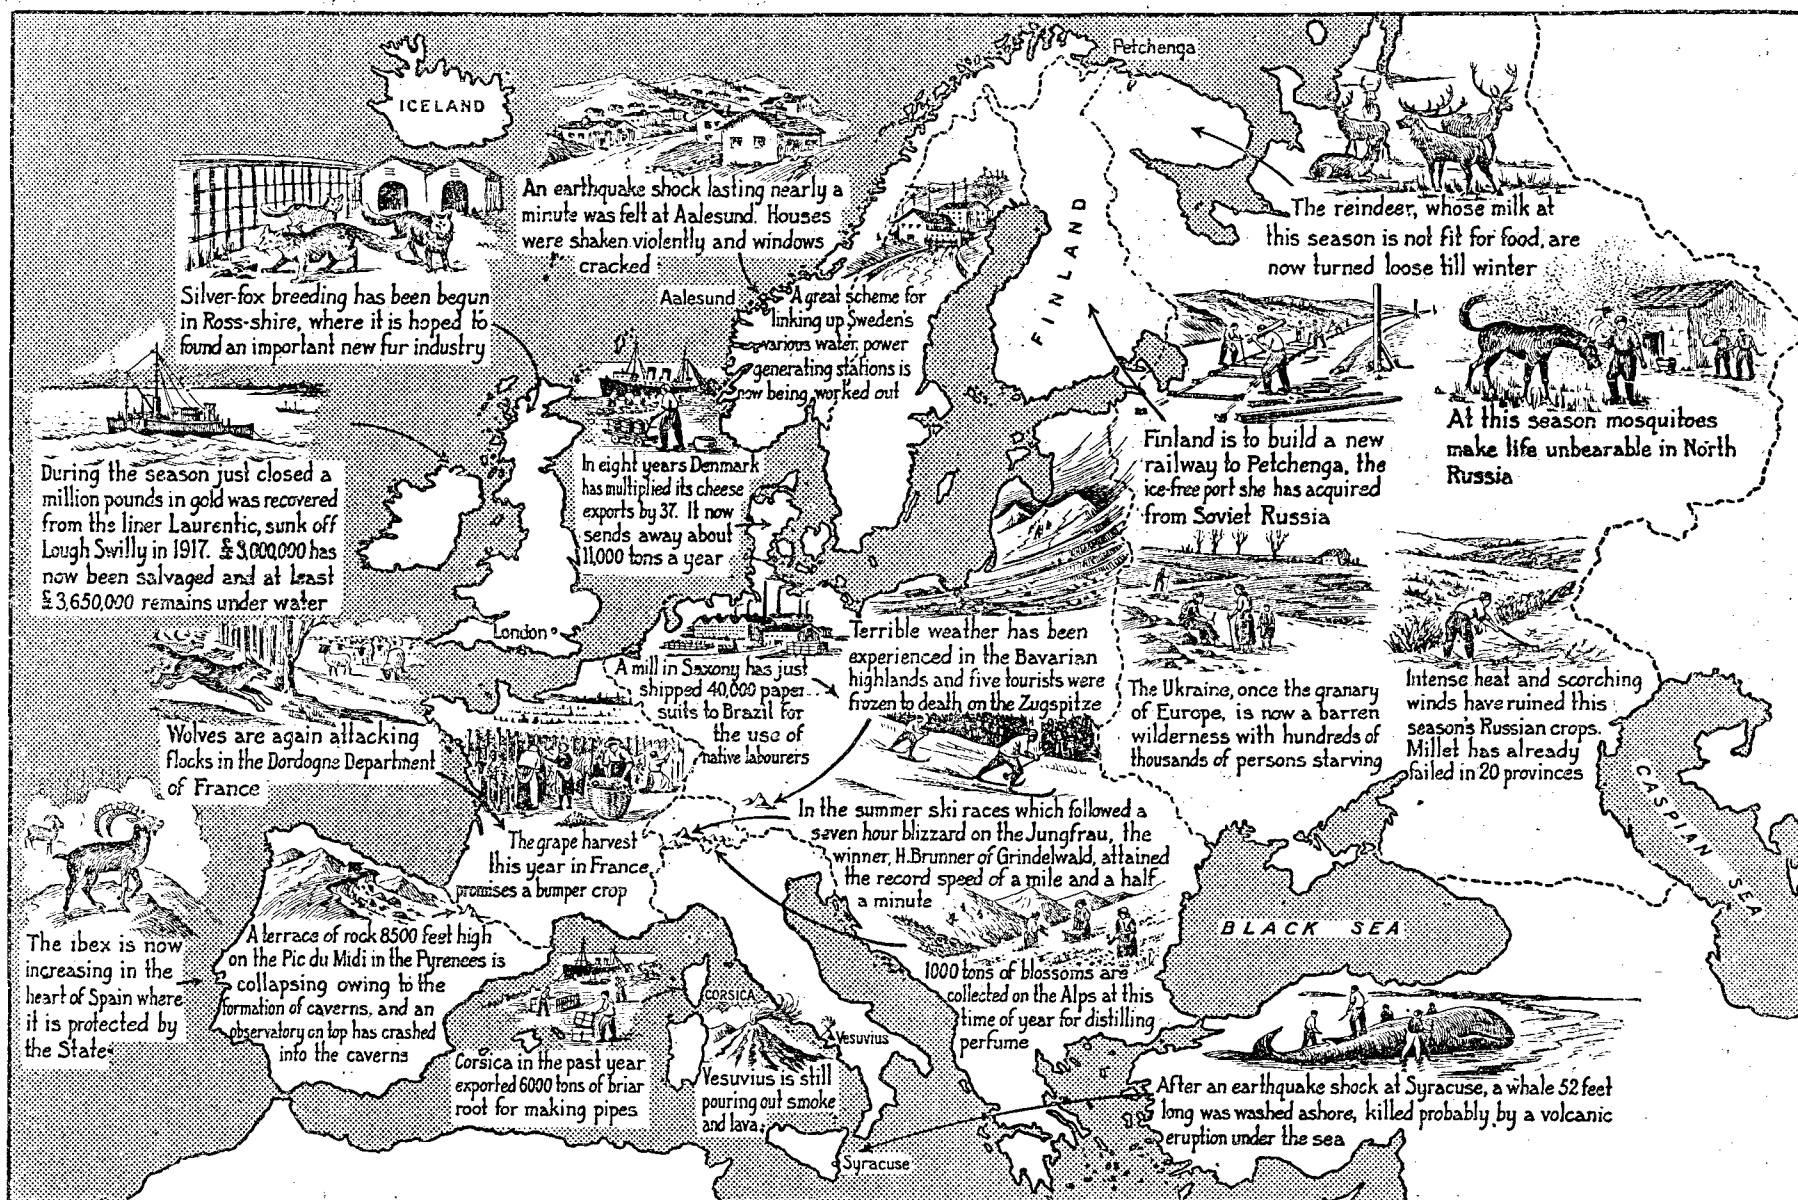 Petchenga
ICELAND
An earthquake shock lasting nearly a
minute was felt at Aalesund. Houses
were shaken violently and windows
cracked
The reindeer, whose milk at
this season is not fit for food, are
now turned loose till winter
FINLAND
Silver-fox breeding has been begun
in Ross-shire, where it is hoped to
found an important new fur industry
Aalesund
A great scheme for
linking up Sweden's
various water power
generating stations is
now being worked out
At this season mosquitoes
make life unbearable in North
Russia
Finland is to build a new
railway to Petchenga, the
ice-free port she has acquired
from Soviet Russia
During the season just closed a
million pounds in gold was recovered
from the liner Laurentic, sunk off
Lough Swilly in 1917. £3,000,000 has
now been salvaged and at least
£3,650,000 remains under water
In eight years Denmark
has multiplied its cheese
exports by 37. It now
sends away about
11,000 tons a year
London
Terrible weather has been
experienced in the Bavarian
highlands and five tourists were
frozen to death on the Zugspitze
A mill in Saxony has just
shipped 40,000 paper
suits to Brazil for
the use of
native labourers
The Ukraine, once the granary
of Europe, is now a barren
wilderness with hundreds of
thousands of persons starving
Intense heat and scorching
winds have ruined this
season's Russian crops.
Millet has already
failed in 20 provinces
Wolves are again attacking
flocks in the Dordogne Department
of France
CASPIAN SEA
The grape harvest
this year in France
promises a bumper crop
In the summer ski races which followed a
seven hour blizzard on the Jungfrau, the
winner, H.Brunner of Grindelwald, attained
the record speed of a mile and a half
a minute
The ibex is now
increasing in the
heart of Spain where
it is protected by
the State
A terrace of rock 8500 feet high
on the Pic du Midi in the Pyrenees is
collapsing owing to the
formation of caverns, and an
observatory on top has crashed
into the caverns
BLACK SEA
1000 tons of blossoms are
collected on the Alps at this
time of year for distilling
perfume
CORSICA
Vesuvius
Corsica in the past year
exported 6000 tons of briar
root for making pipes
Vesuvius is still
pouring out smoke
and lava
After an earthquake shock at Syracuse, a whale 52 feet
long was washed ashore, killed probably by a volcanic
eruption under the sea
Syracuse